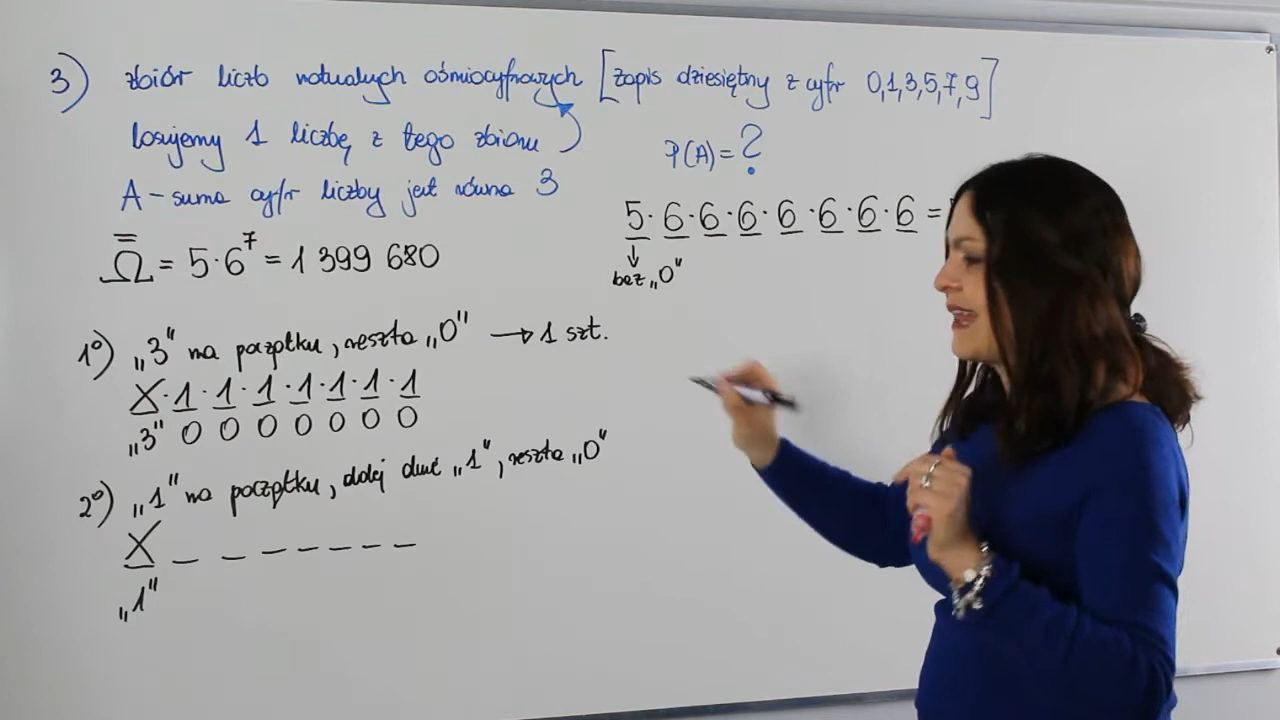 3) zbiór liczb naturalnych ośmiocyfrowych [zapis dziesiętny z cyfr 0,1,3,5,7,9]
losujemy 1 liczbę z tego zbioru
P(A) = ?
A – suma cyfr liczby jest równa 3
5·6·6·6·6·6·6·6 =
bez „0"
Ω = 5·6⁷ = 1 399 680
1°) „3" na początku, reszta „0" → 1 szt.
X·1·1·1·1·1·1·1
„3" 0 0 0 0 0 0 0
2°) „1" na początku, dalej dwie „1", reszta „0"
X _ _ _ _ _ _ _
„1"